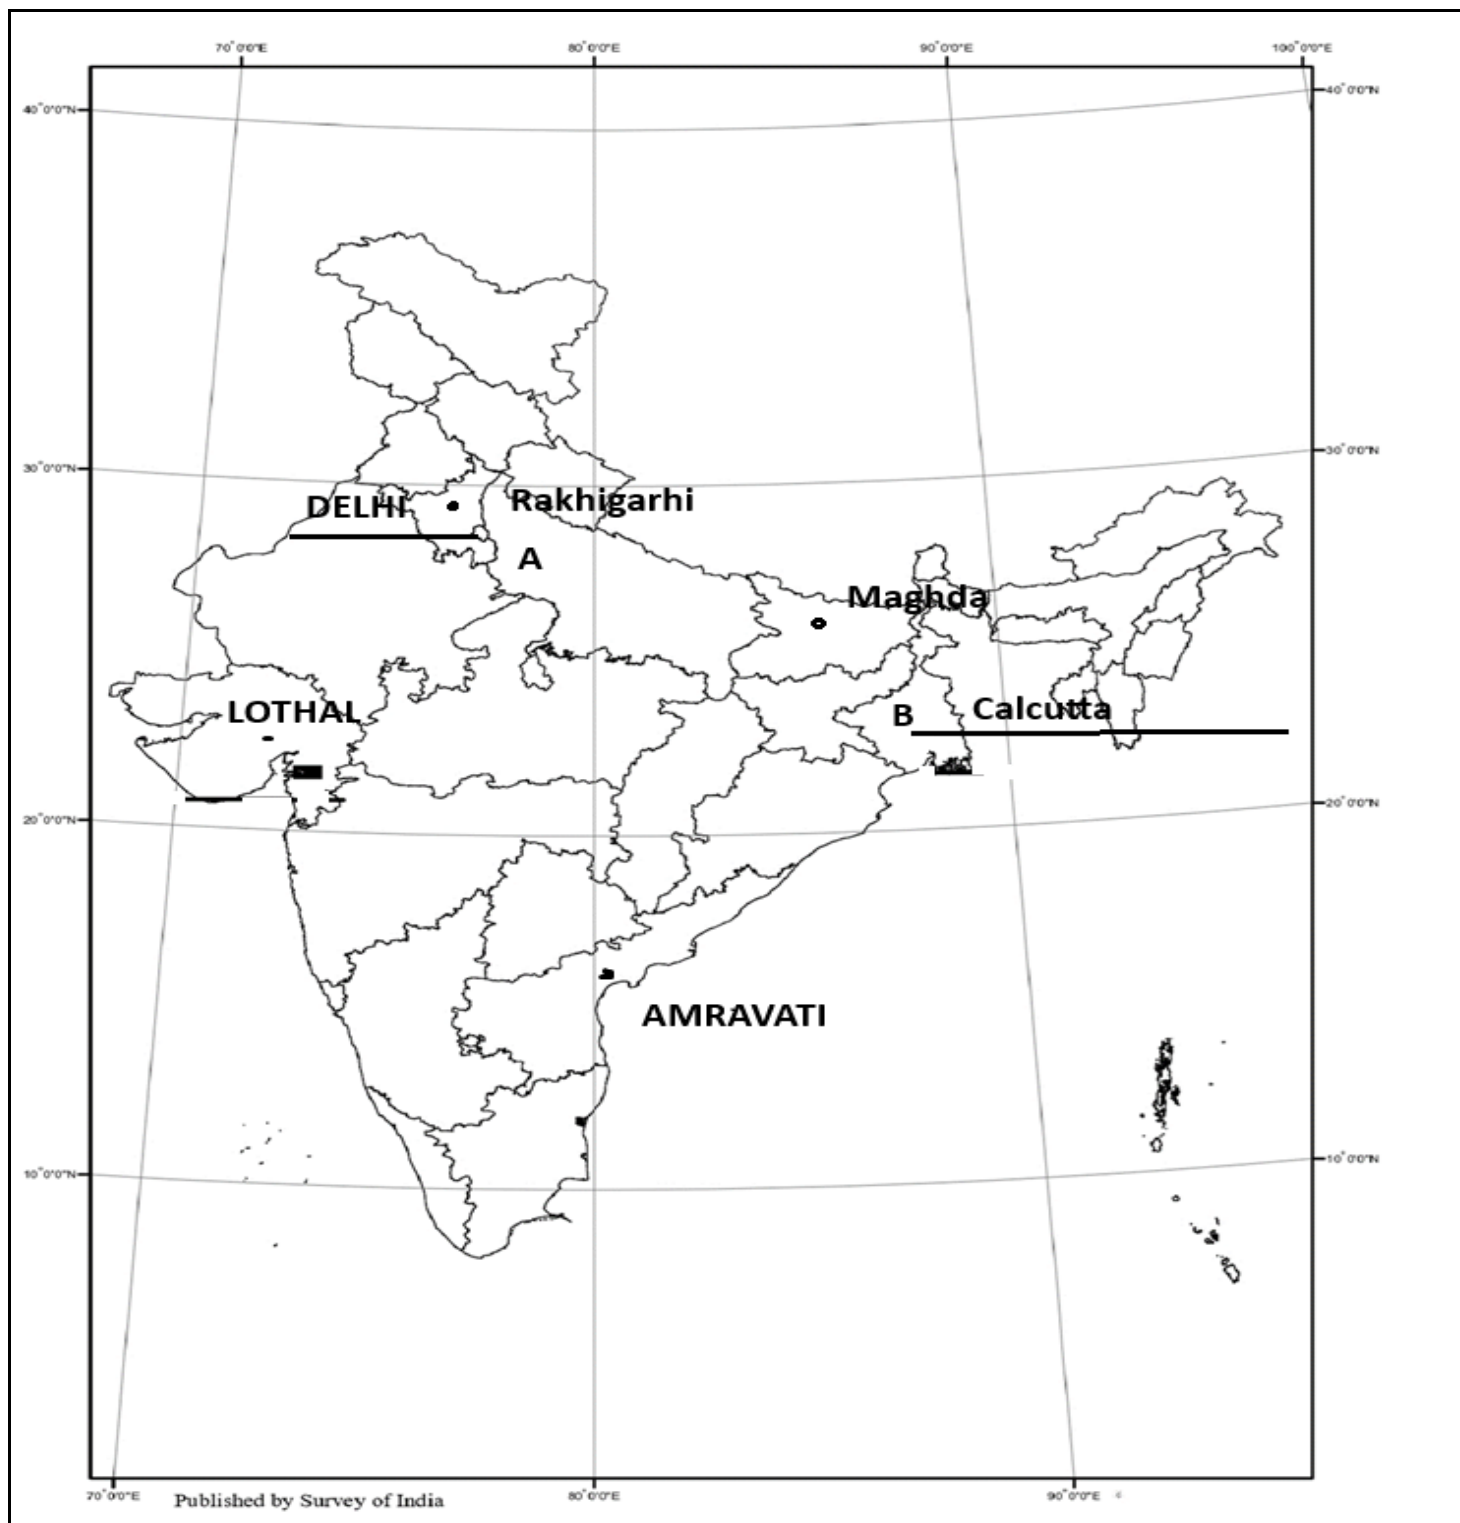 70°0'0"E 80°0'0"E 90°0'0"E 100°0'0"E
40°0'0"N 40°0'0"N
30°0'0"N 30°0'0"N
DELHI Rakhigarhi
A
Maghda
LOTHAL B Calcutta
20°0'0"N 20°0'0"N
AMRAVATI
10°0'0"N 10°0'0"N
70°0'0"E 80°0'0"E 90°0'0"E
Published by Survey of India